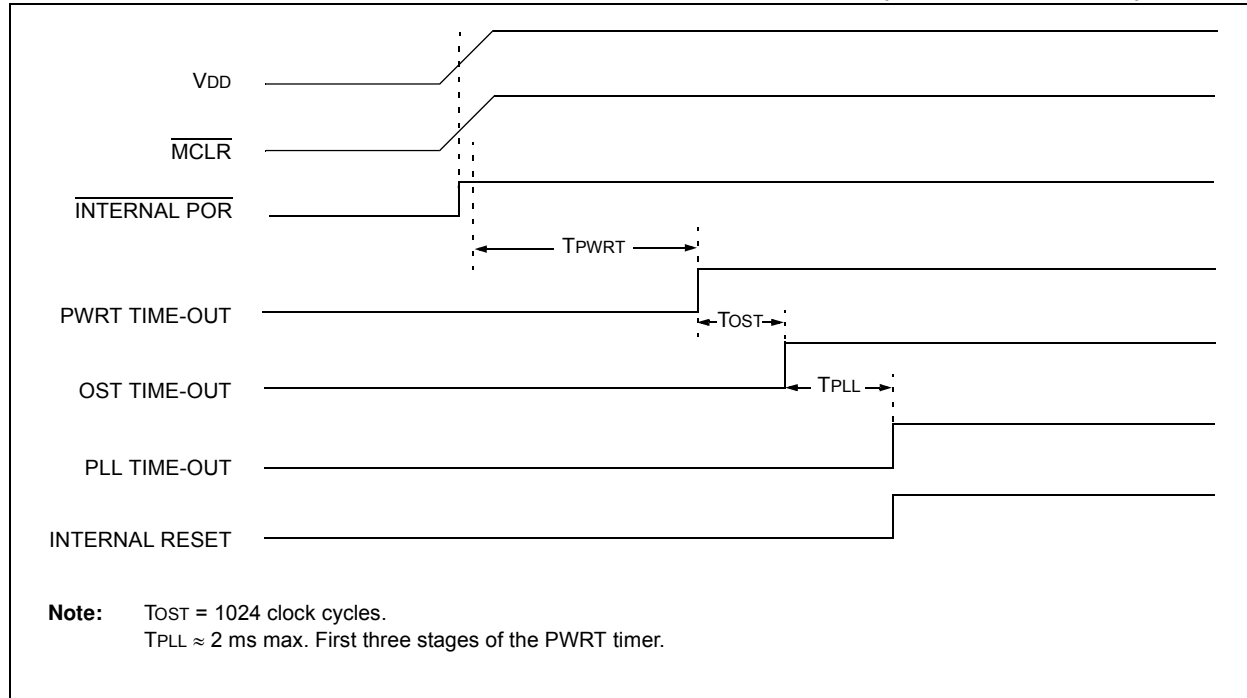 VDD
MCLR
INTERNAL POR
TPWRT
PWRT TIME-OUT
TOST
OST TIME-OUT
TPLL
PLL TIME-OUT
INTERNAL RESET
Note: TOST = 1024 clock cycles.
TPLL ≈ 2 ms max. First three stages of the PWRT timer.